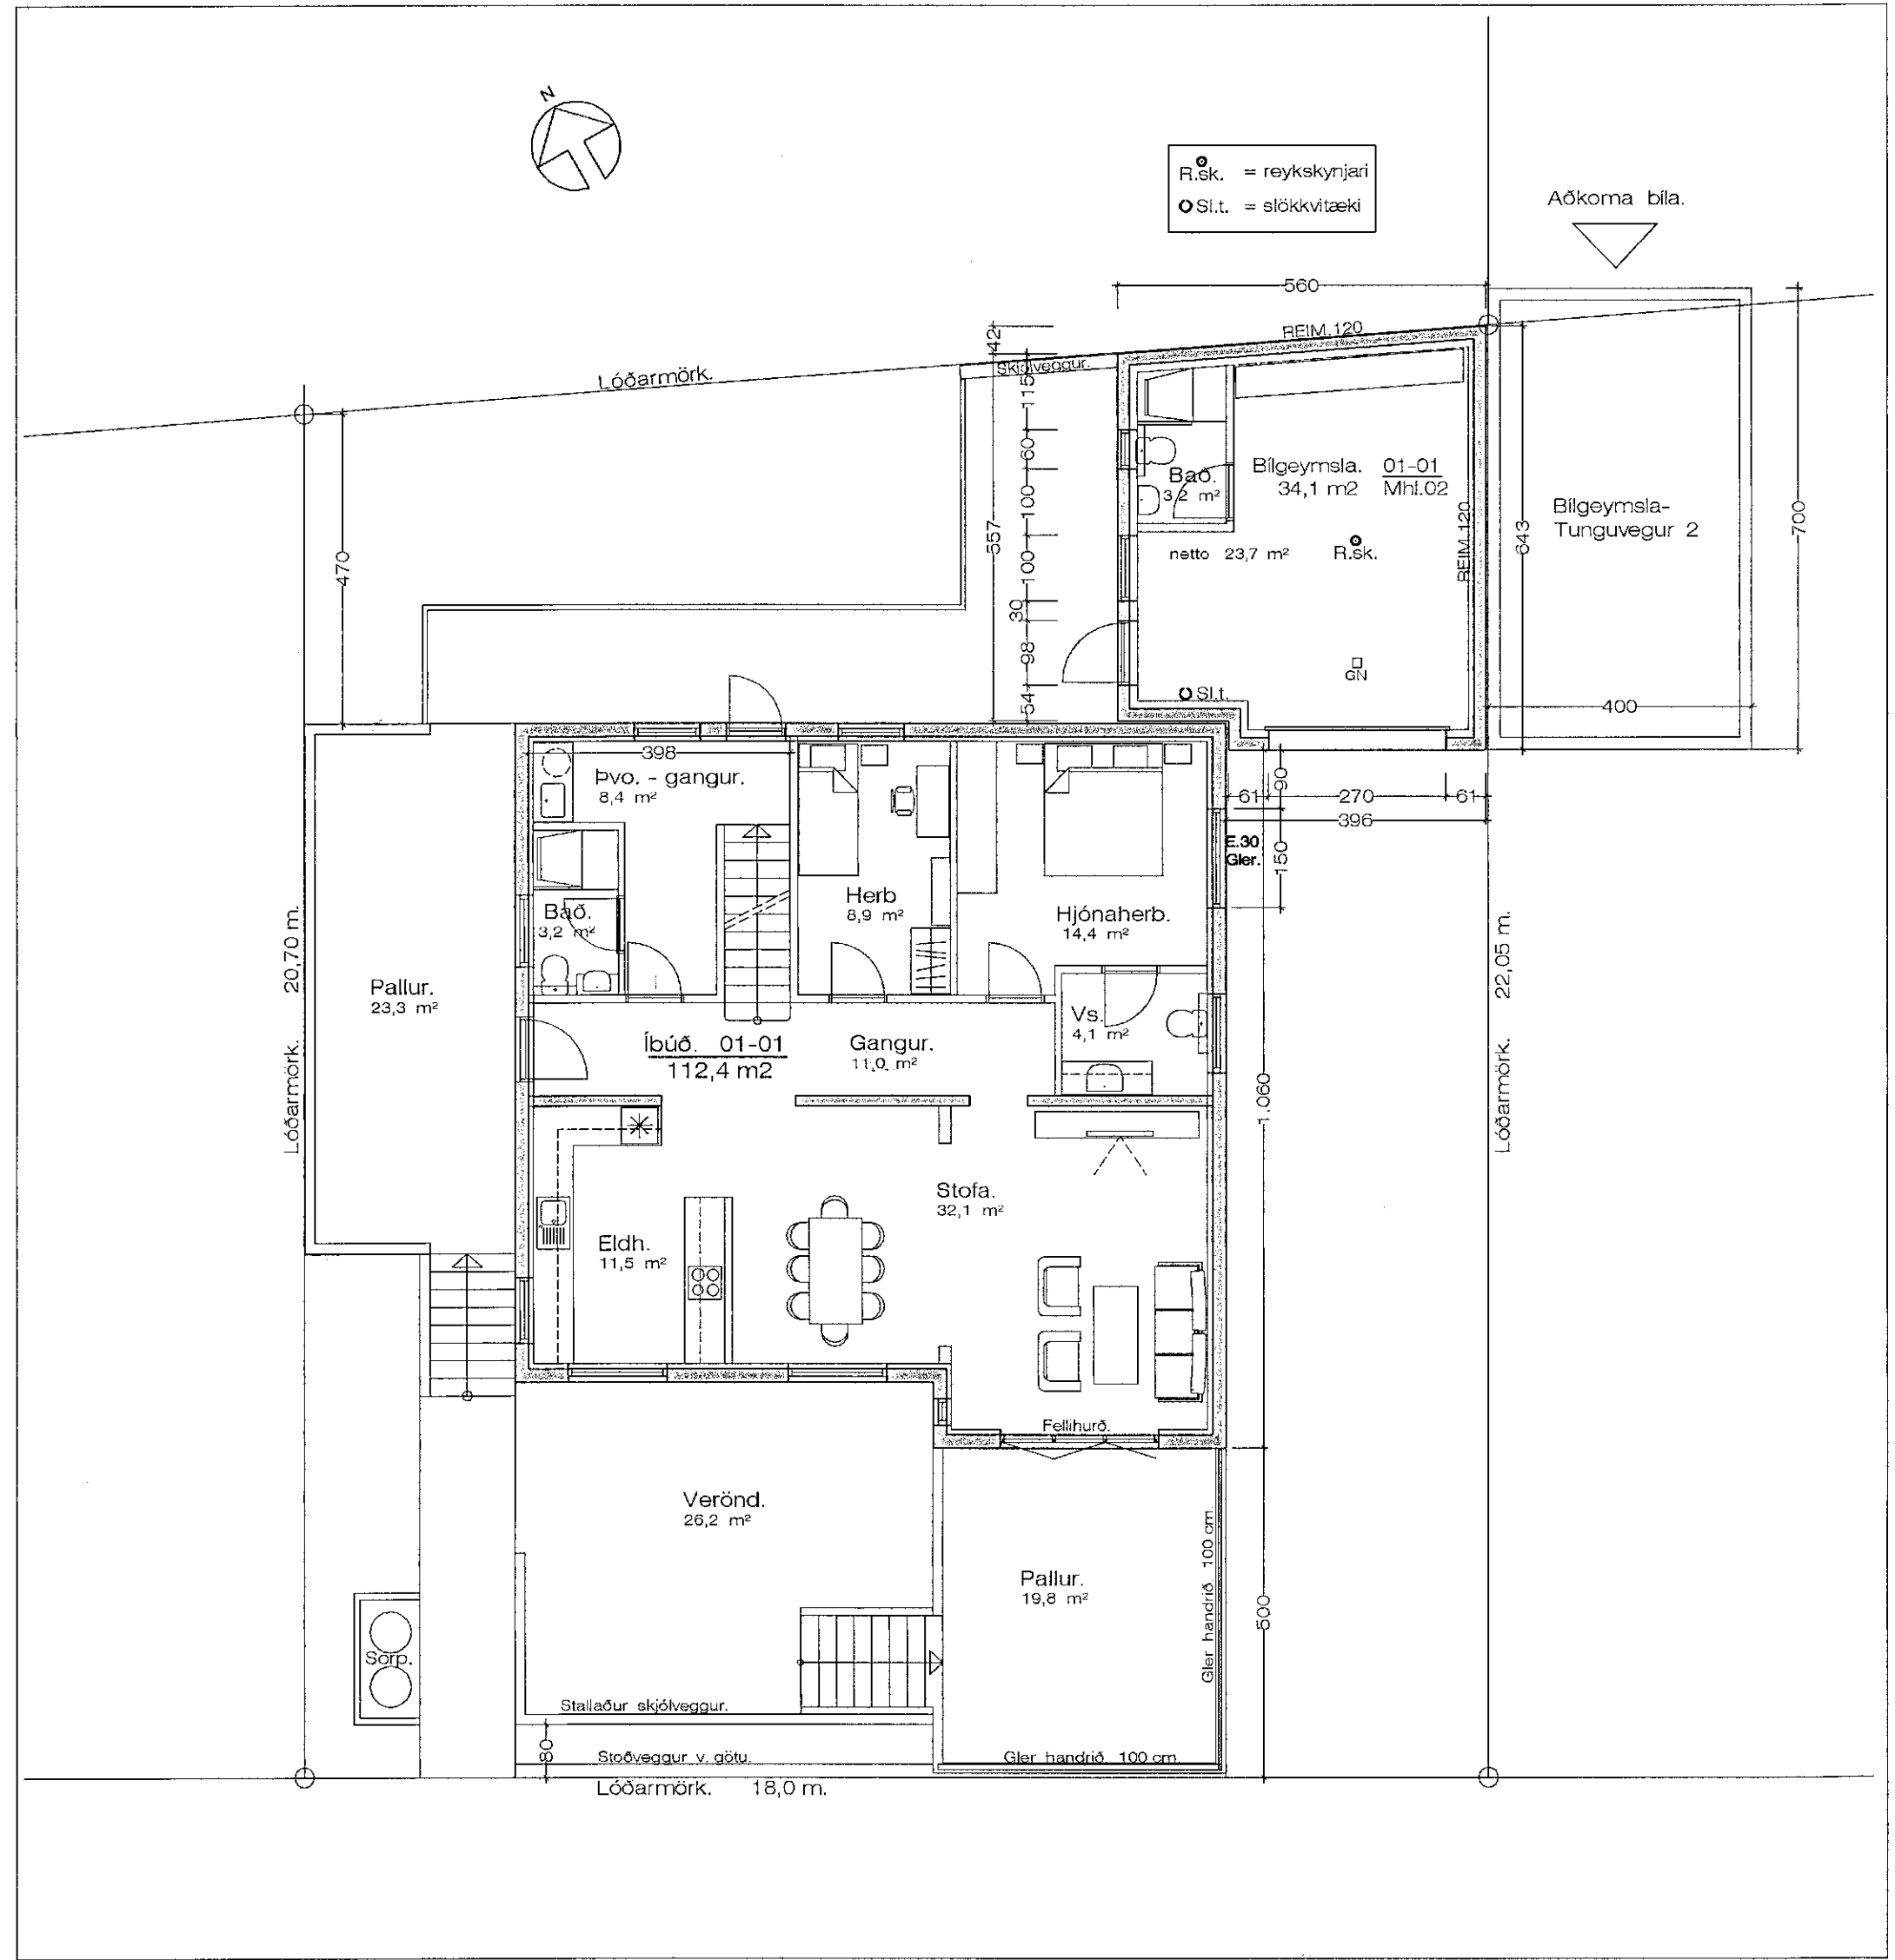 N
R.sk. = reykskynjari
Sl.t. = slökkvitæki
Aðkoma bíla.
560
REIM.120
42
Skjólveggur.
Lóðarmörk.
115
60
100
557
100
30
98
54
470
Bað.
3,2 m²
Bílgeymsla. 01-01
34,1 m2 Mhl.02
netto 23,7 m²
R.sk.
REIM.120
GN
Sl.t.
643
Bílgeymsla-
Tunguvegur 2
700
400
398
Þvo. - gangur.
8,4 m²
61
270
61
90
396
E.30
Gler.
150
Herb
8,9 m²
Hjónaherb.
14,4 m²
Bað.
3,2 m²
Pallur.
23,3 m²
Lóðarmörk. 20,70 m.
Lóðarmörk. 22,05 m.
Vs.
4,1 m²
Íbúð. 01-01
112,4 m2
Gangur.
11,0 m²
1.060
Stofa.
32,1 m²
Eldh.
11,5 m²
Fellihurð.
Verönd.
26,2 m²
Pallur.
19,8 m²
Gler handrið. 100 cm.
500
Sorp.
Stallaður skjólveggur.
80
Stoðveggur v. götu.
Gler handrið. 100 cm.
Lóðarmörk. 18,0 m.